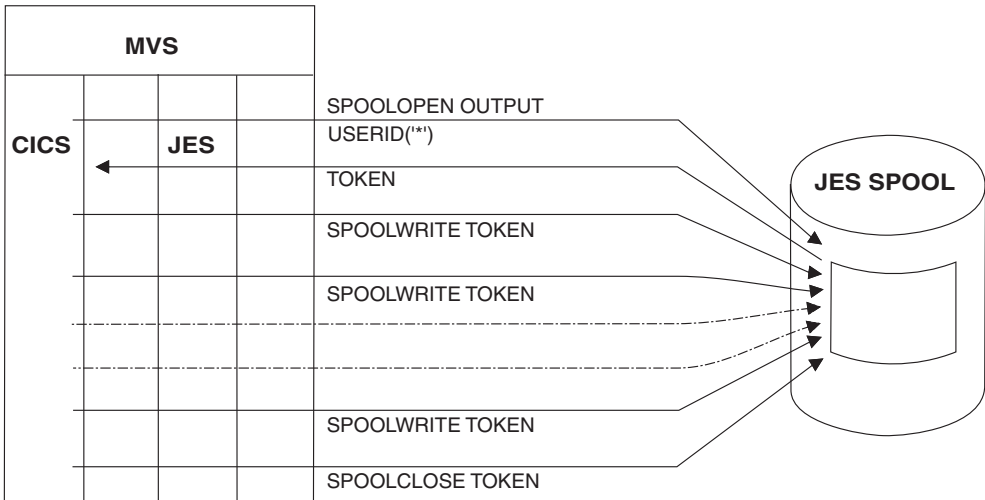 MVS
CICS
JES
SPOOLOPEN OUTPUT
USERID('*')
TOKEN
SPOOLWRITE TOKEN
SPOOLWRITE TOKEN
SPOOLWRITE TOKEN
SPOOLCLOSE TOKEN
JES SPOOL